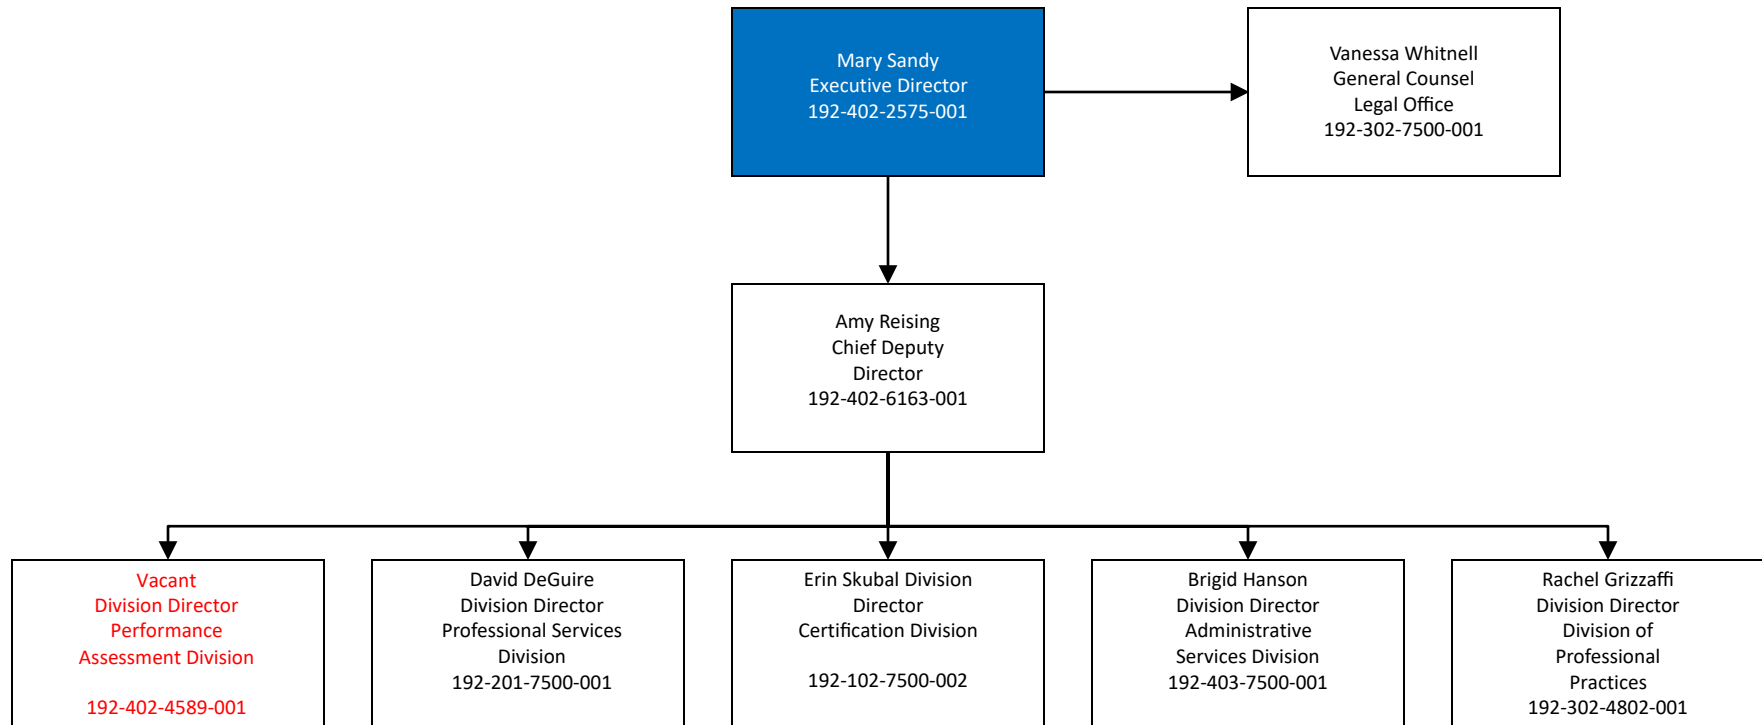 Mary Sandy
Executive Director
192-402-2575-001
Vanessa Whitnell
General Counsel
Legal Office
192-302-7500-001
Amy Reising
Chief Deputy
Director
192-402-6163-001
Vacant
Division Director
Performance
Assessment Division
192-402-4589-001
David DeGuire
Division Director
Professional Services
Division
192-201-7500-001
Erin Skubal Division
Director
Certification Division
192-102-7500-002
Brigid Hanson
Division Director
Administrative
Services Division
192-403-7500-001
Rachel Grizzaffi
Division Director
Division of
Professional
Practices
192-302-4802-001